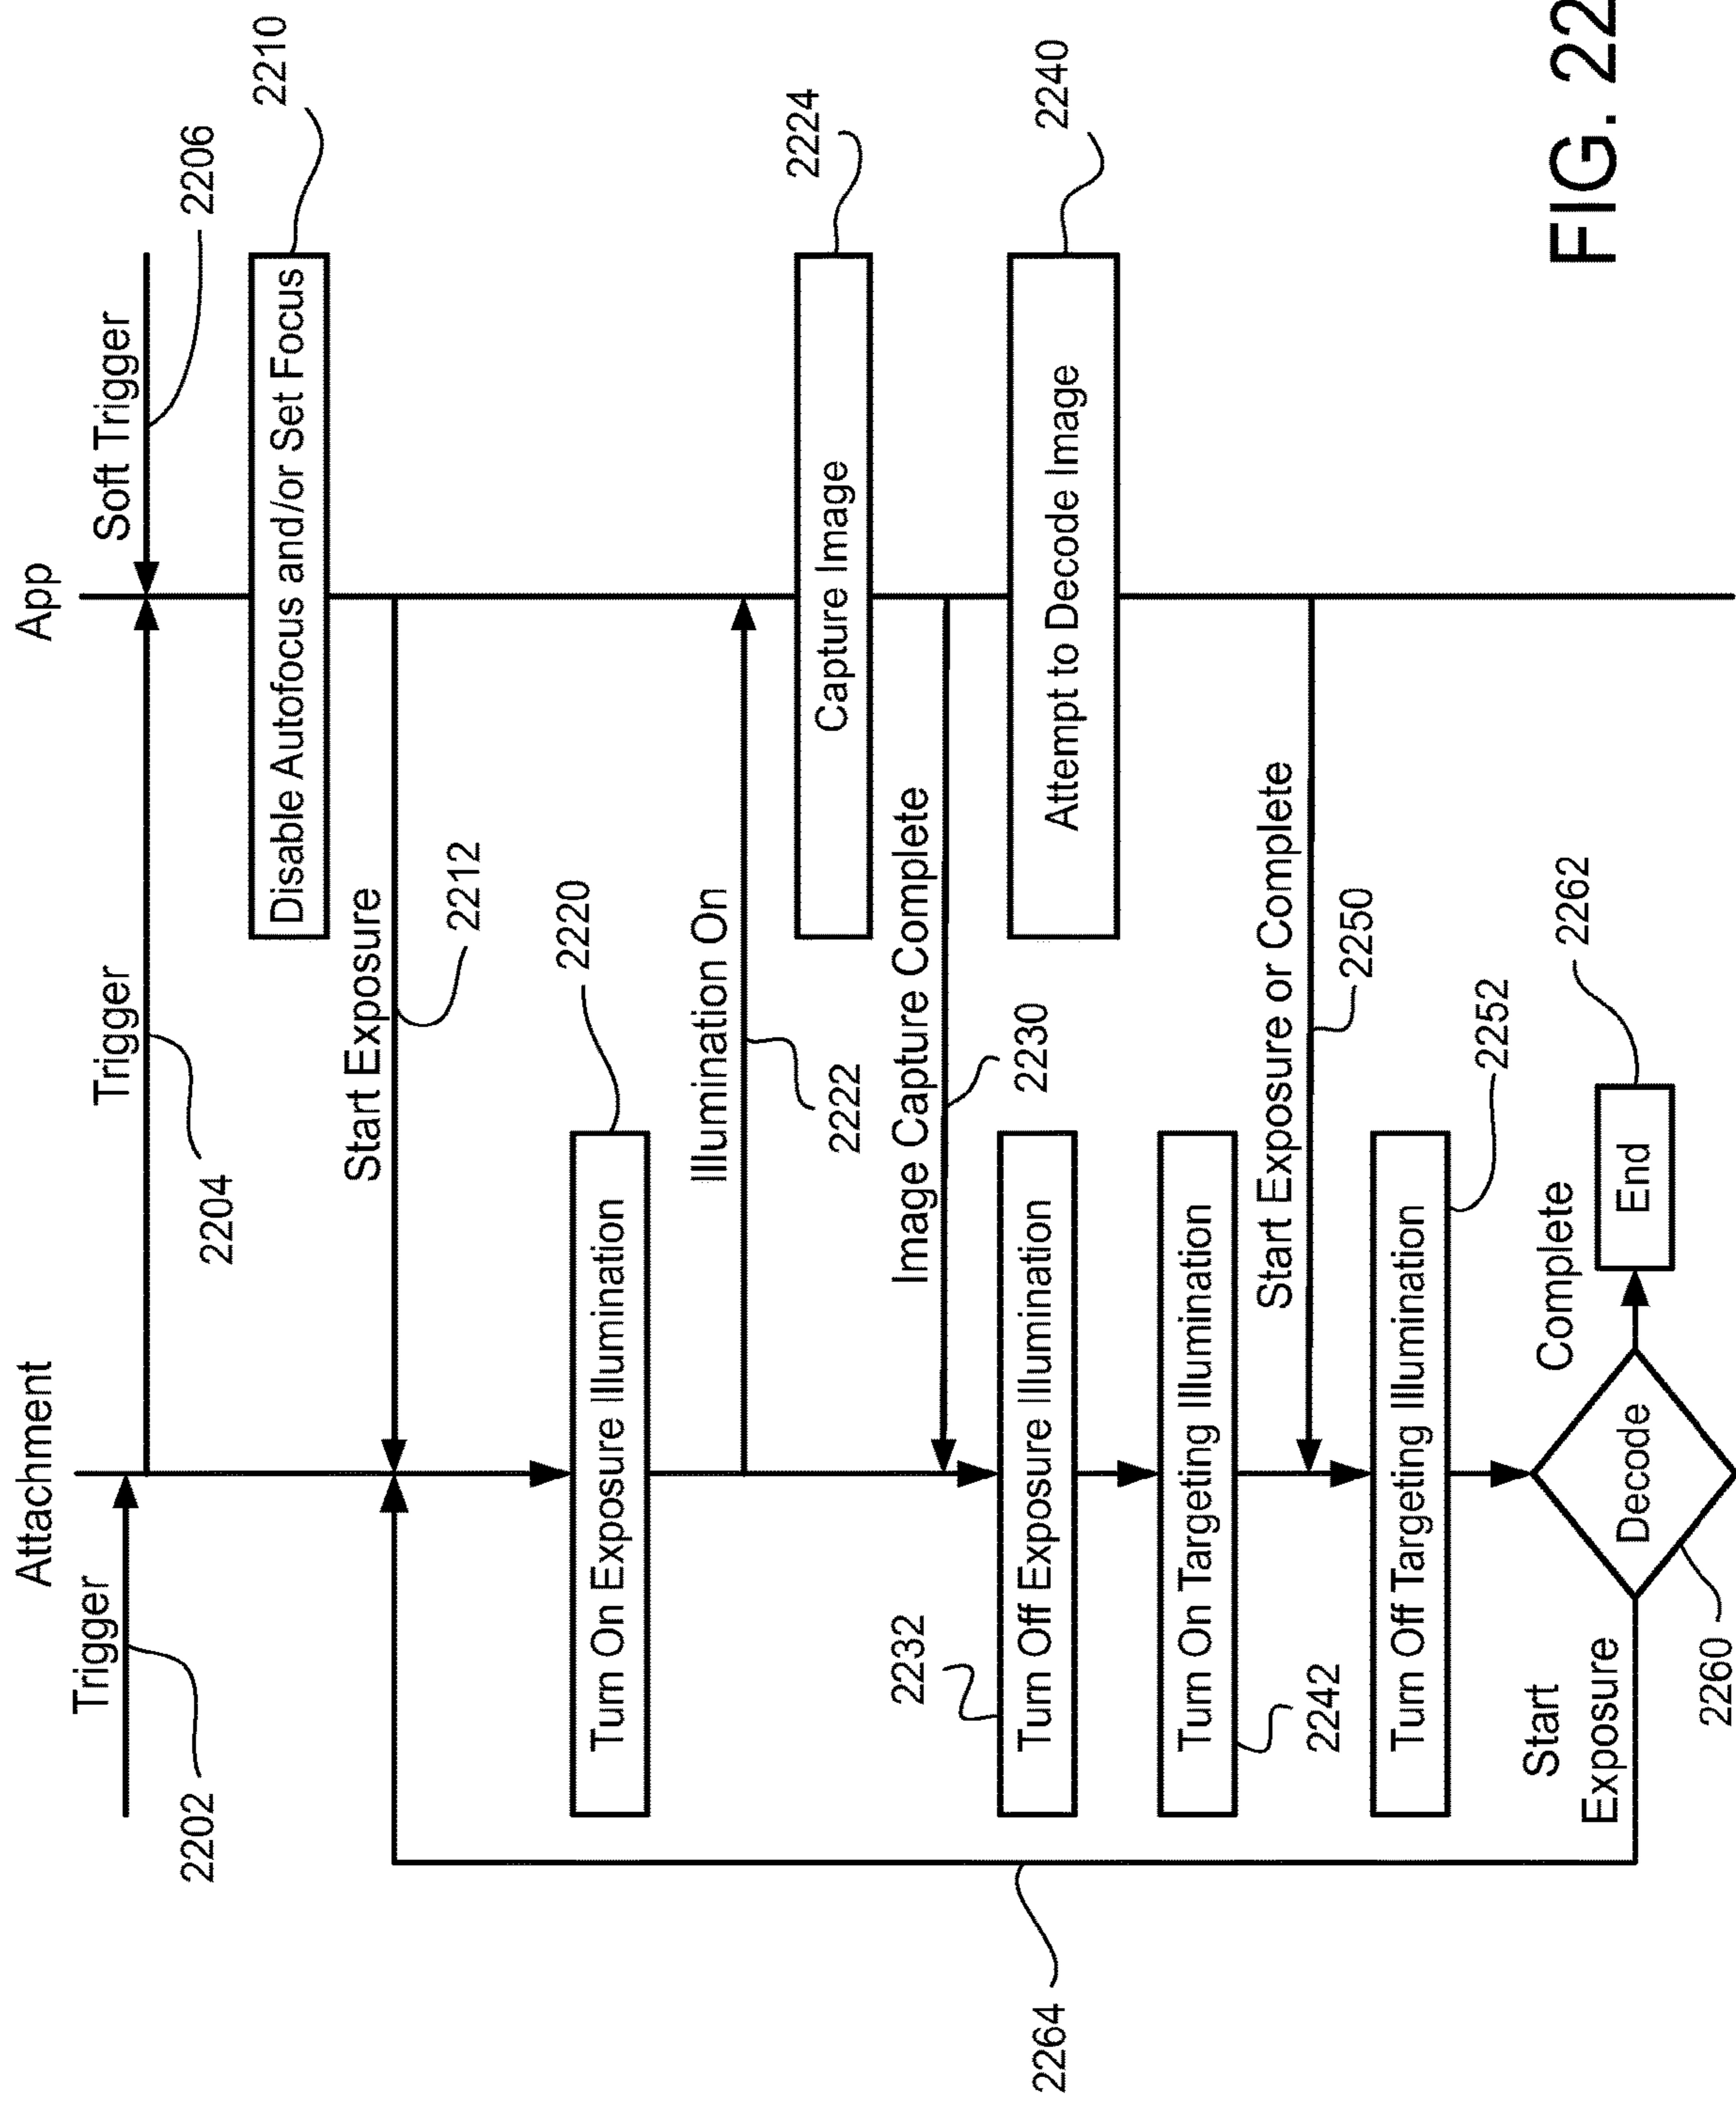 Attachment
App
Trigger
2202
Trigger
2204
Soft Trigger
2206
Disable Autofocus and/or Set Focus
2210
Start Exposure
2212
Turn On Exposure Illumination
2220
Illumination On
2222
Capture Image
2224
Image Capture Complete
2230
Turn Off Exposure Illumination
2232
Attempt to Decode Image
2240
Turn On Targeting Illumination
2242
Start Exposure or Complete
2250
Turn Off Targeting Illumination
2252
Decode
2260
Complete
End
2262
Start
Exposure
2264
FIG. 22